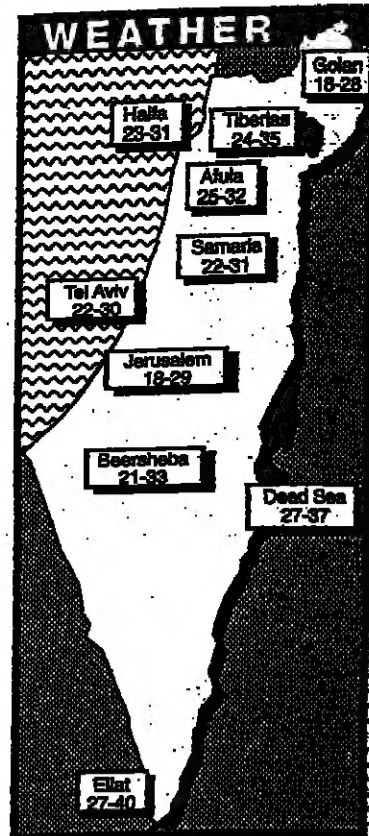 WEATHER
Golan
18-28
Haifa
23-31
Tiberias
24-35
Afula
25-32
Samaria
22-31
Tel Aviv
22-30
Jerusalem
18-29
Beersheba
21-33
Dead Sea
27-37
Eilat
27-40